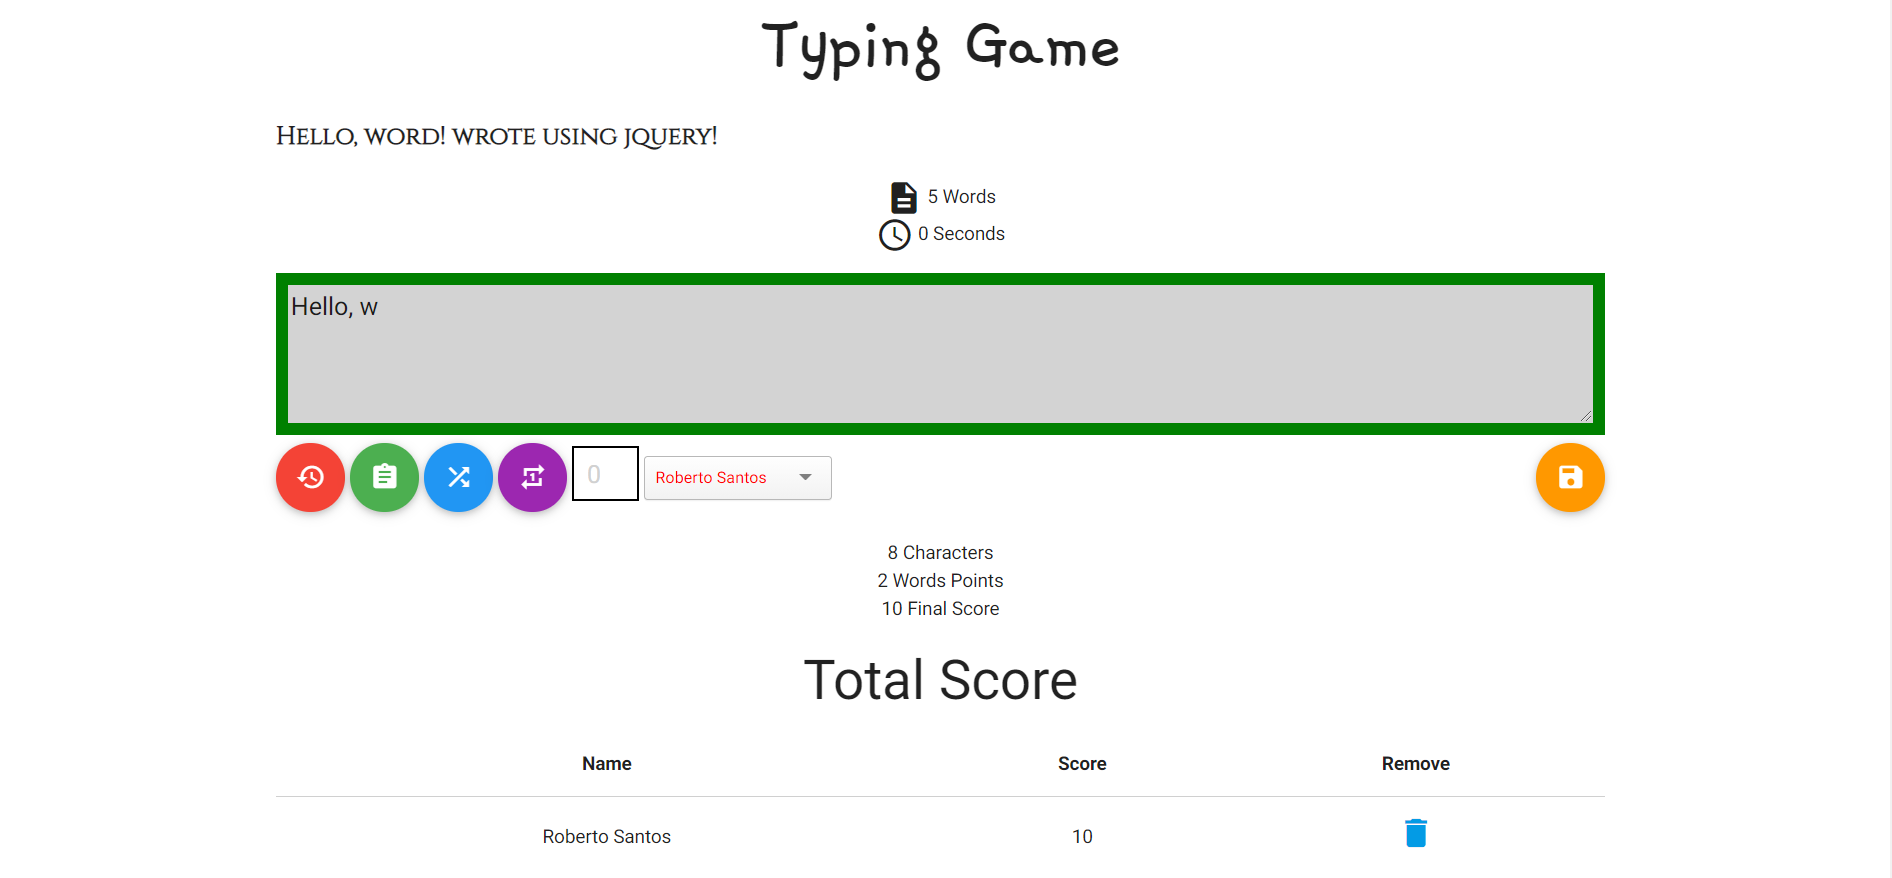 Typing Game
Hello, word! wrote using jquery!
5 Words
0 Seconds
Hello, w
0
Roberto Santos
8 Characters
2 Words Points
10 Final Score
Total Score
Name Score Remove
Roberto Santos 10